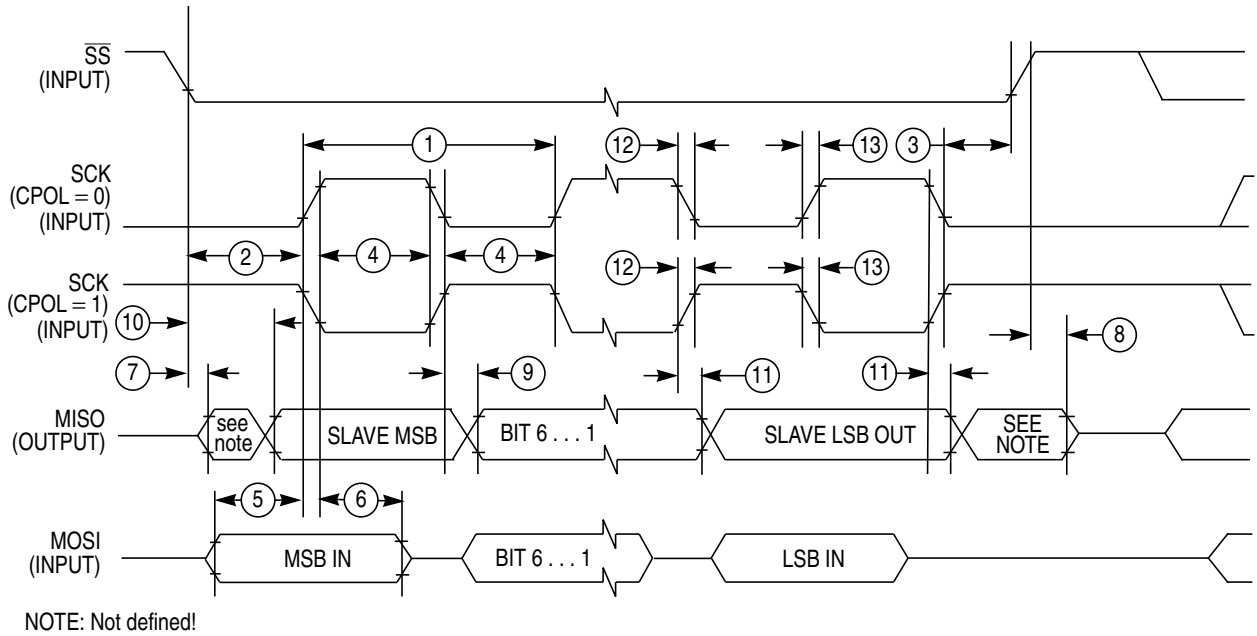 SS
(INPUT)
1
12
13
3
SCK
(CPOL = 0)
(INPUT)
2
4
4
12
13
SCK
(CPOL = 1)
(INPUT)
10
8
7
9
11
11
MISO
(OUTPUT)
see
note
SLAVE MSB
BIT 6 . . . 1
SLAVE LSB OUT
SEE
NOTE
5
6
MOSI
(INPUT)
MSB IN
BIT 6 . . . 1
LSB IN
NOTE: Not defined!